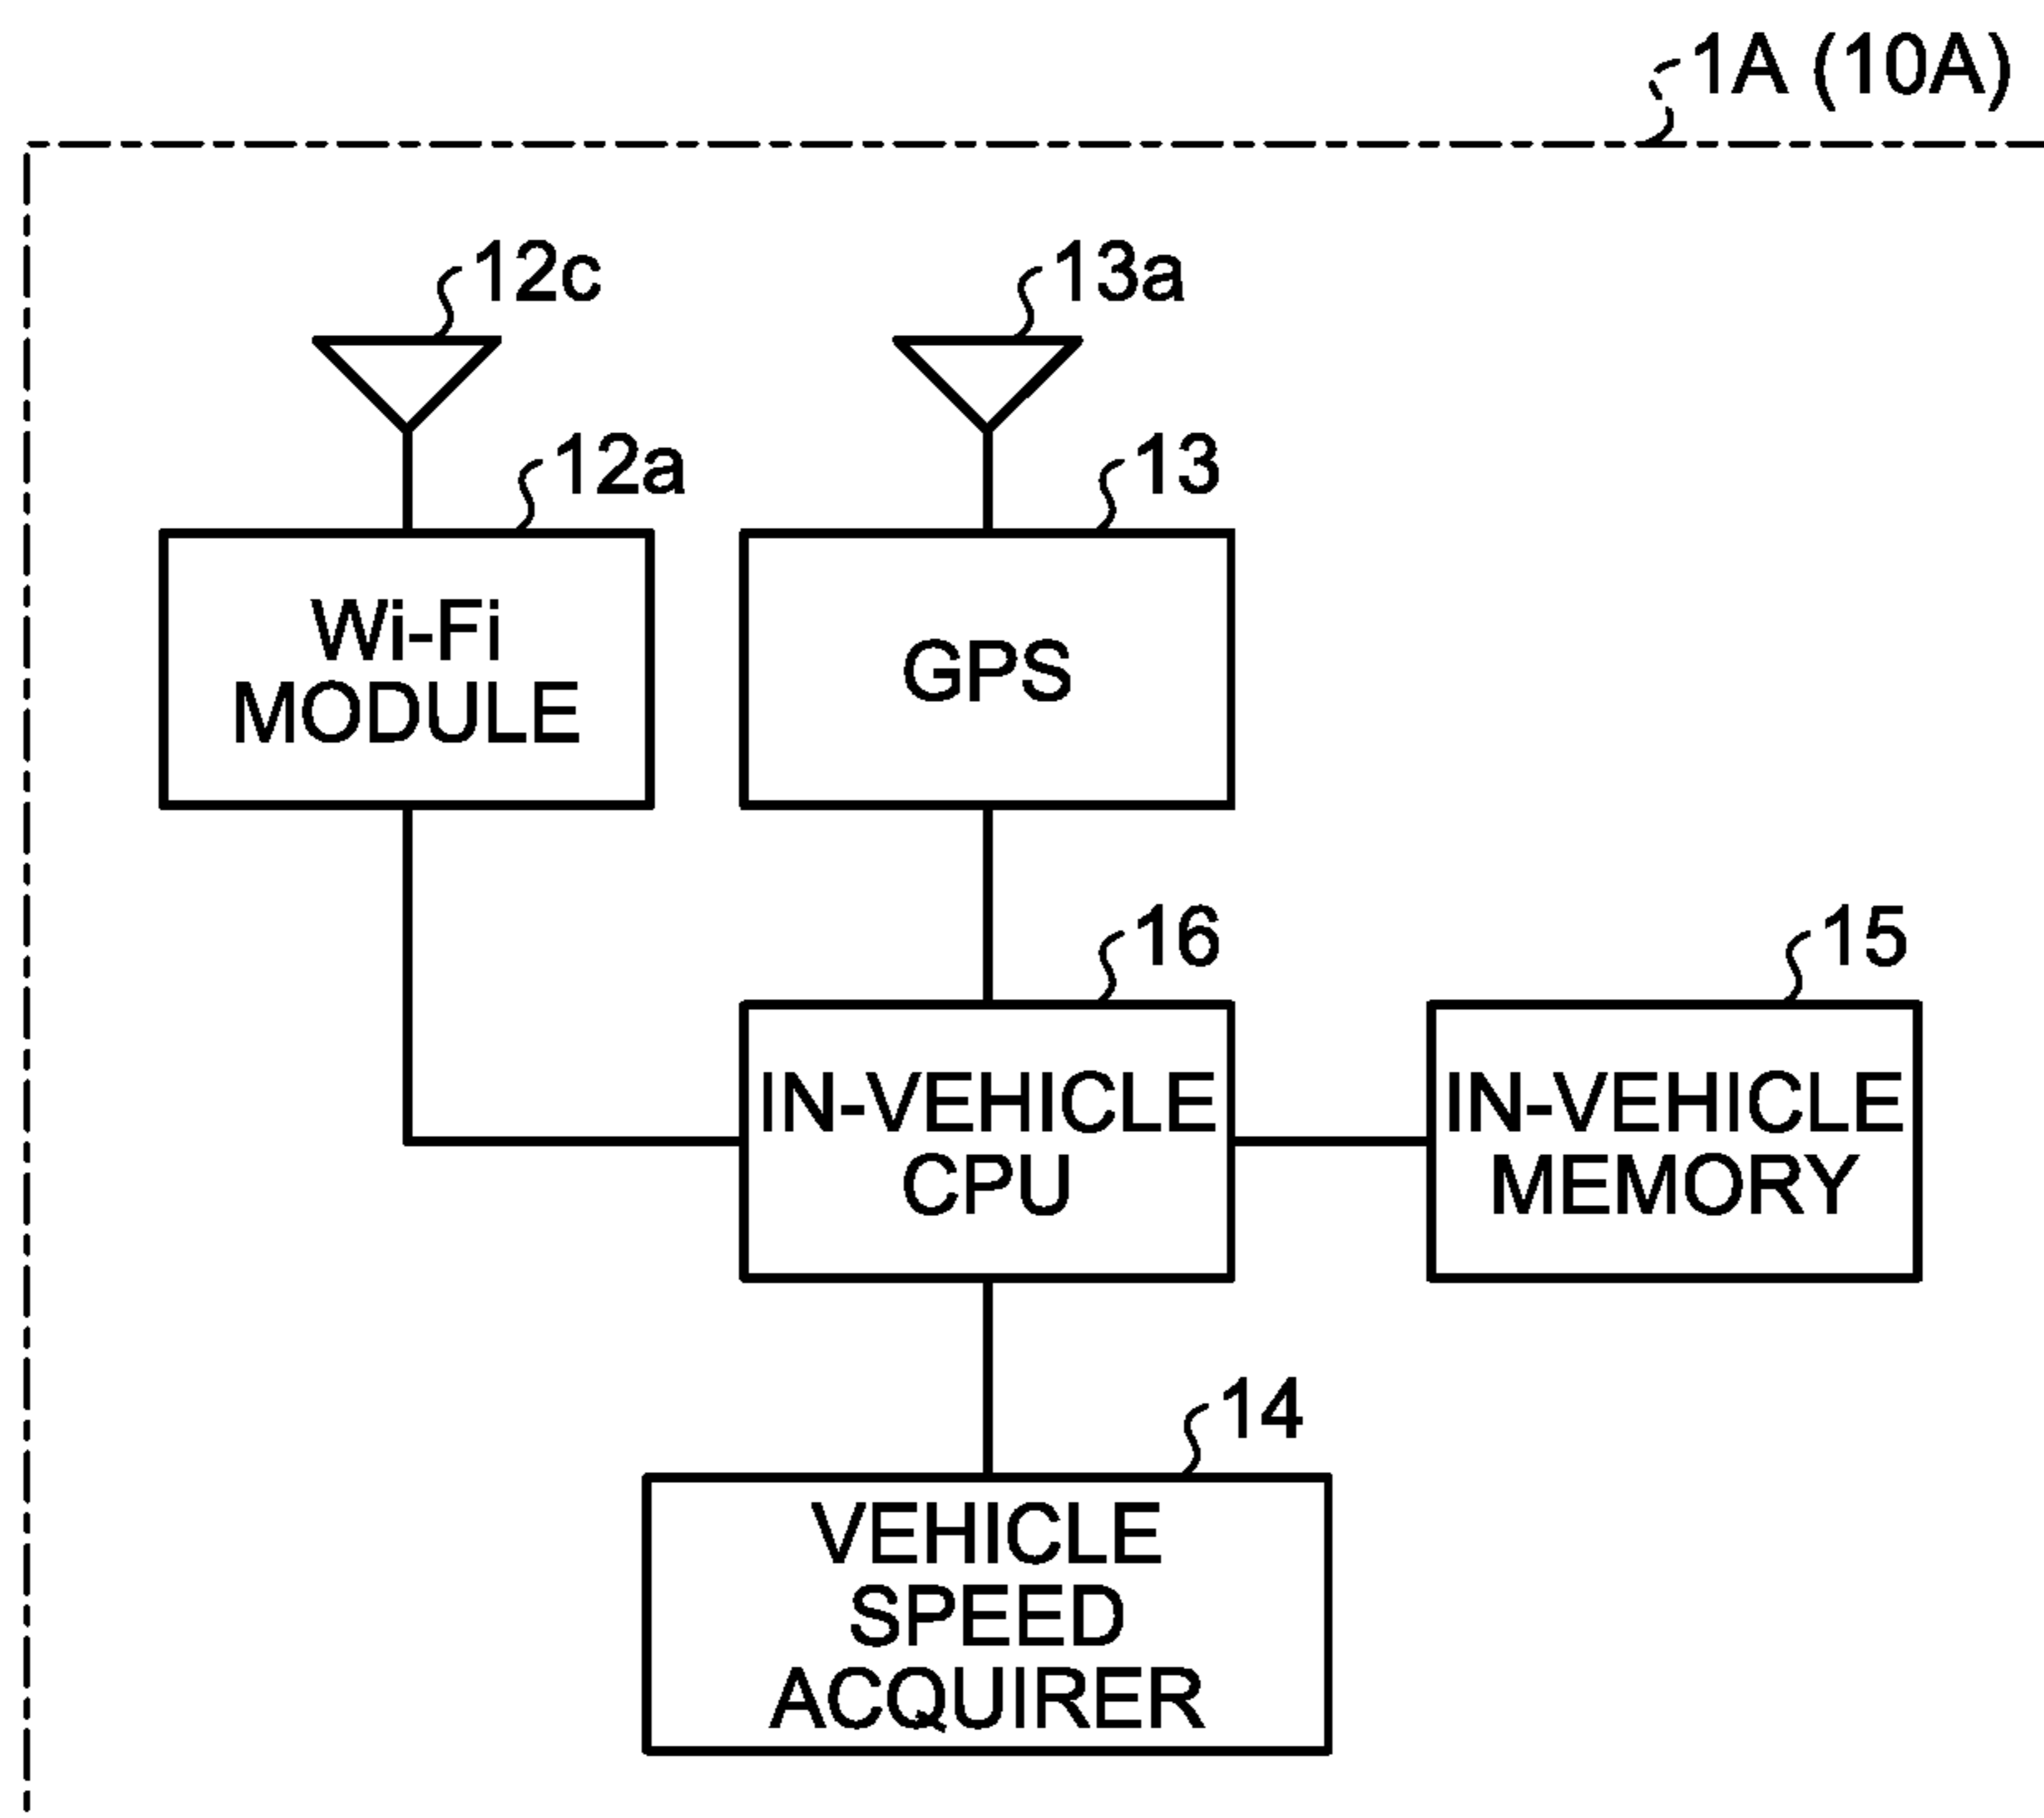 1A (10A)
12c
13a
12a
13
Wi-Fi
MODULE
GPS
16
15
IN-VEHICLE
CPU
IN-VEHICLE
MEMORY
14
VEHICLE
SPEED
ACQUIRER